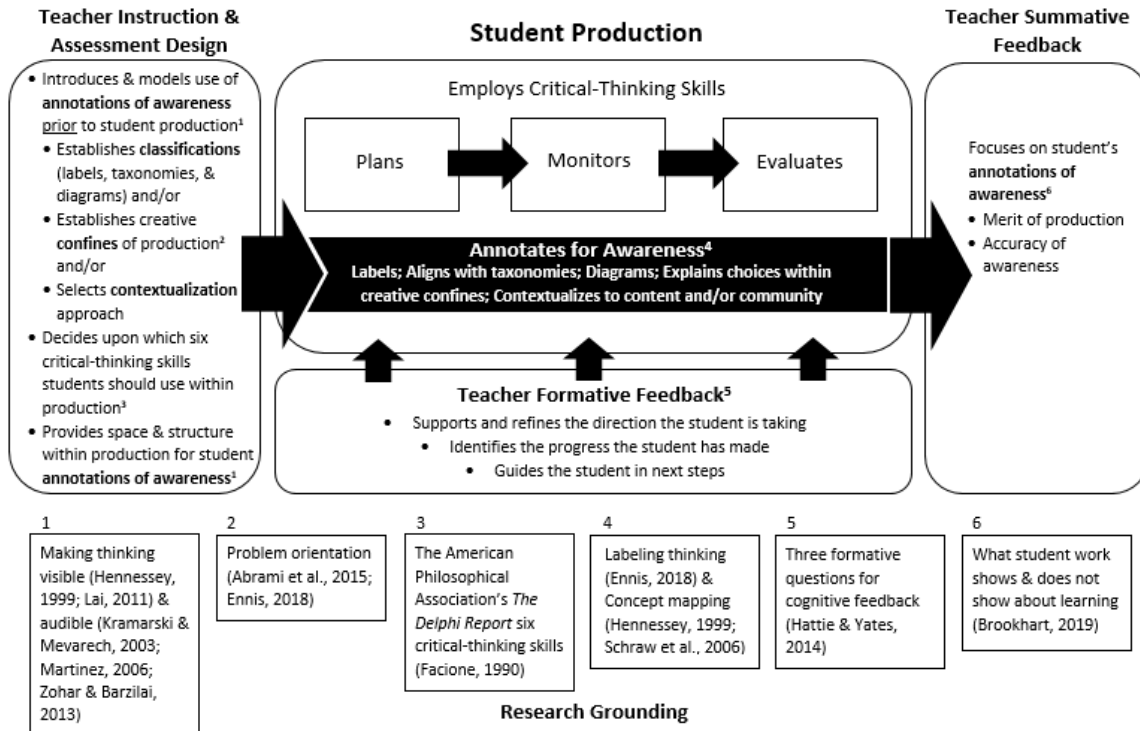 Teacher Instruction &
Assessment Design
• Introduces & models use of
annotations of awareness
prior to student production¹
• Establishes classifications
(labels, taxonomies, &
diagrams) and/or
• Establishes creative
confines of production²
and/or
• Selects contextualization
approach
• Decides upon which six
critical-thinking skills
students should use within
production³
• Provides space & structure
within production for student
annotations of awareness¹
Student Production
Employs Critical-Thinking Skills
Plans
Monitors
Evaluates
Annotates for Awareness⁴
Labels; Aligns with taxonomies; Diagrams; Explains choices within
creative confines; Contextualizes to content and/or community
Teacher Formative Feedback⁵
• Supports and refines the direction the student is taking
• Identifies the progress the student has made
• Guides the student in next steps
Teacher Summative
Feedback
Focuses on student's
annotations of
awareness⁶
• Merit of production
• Accuracy of
awareness
1
Making thinking
visible (Hennessey,
1999; Lai, 2011) &
audible (Kramarski &
Mevarech, 2003;
Martinez, 2006;
Zohar & Barzilai,
2013)
2
Problem orientation
(Abrami et al., 2015;
Ennis, 2018)
3
The American
Philosophical
Association's The
Delphi Report six
critical-thinking skills
(Facione, 1990)
4
Labeling thinking
(Ennis, 2018) &
Concept mapping
(Hennessey, 1999;
Schraw et al., 2006)
5
Three formative
questions for
cognitive feedback
(Hattie & Yates,
2014)
6
What student work
shows & does not
show about learning
(Brookhart, 2019)
Research Grounding